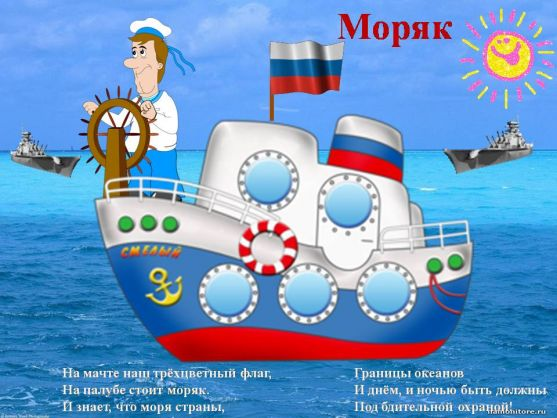 Моряк
СМЕЛЫЙ
На мачте наш трёхцветный флаг,
На палубе стоит моряк.
И знает, что моря страны,
Границы океанов
И днём, и ночью быть должны
Под бдительной охраной!